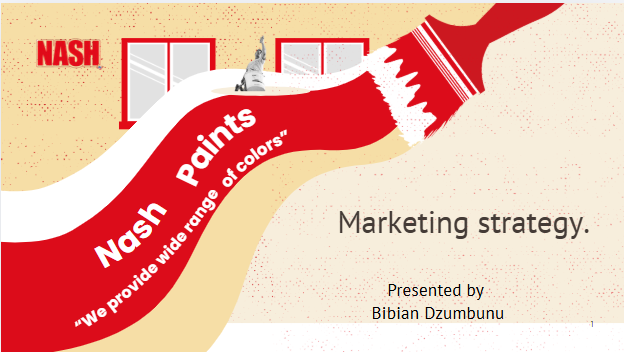 NASH
Nash Paints
“We provide wide range of colors”
Marketing strategy.
Presented by
Bibian Dzumbunu
1